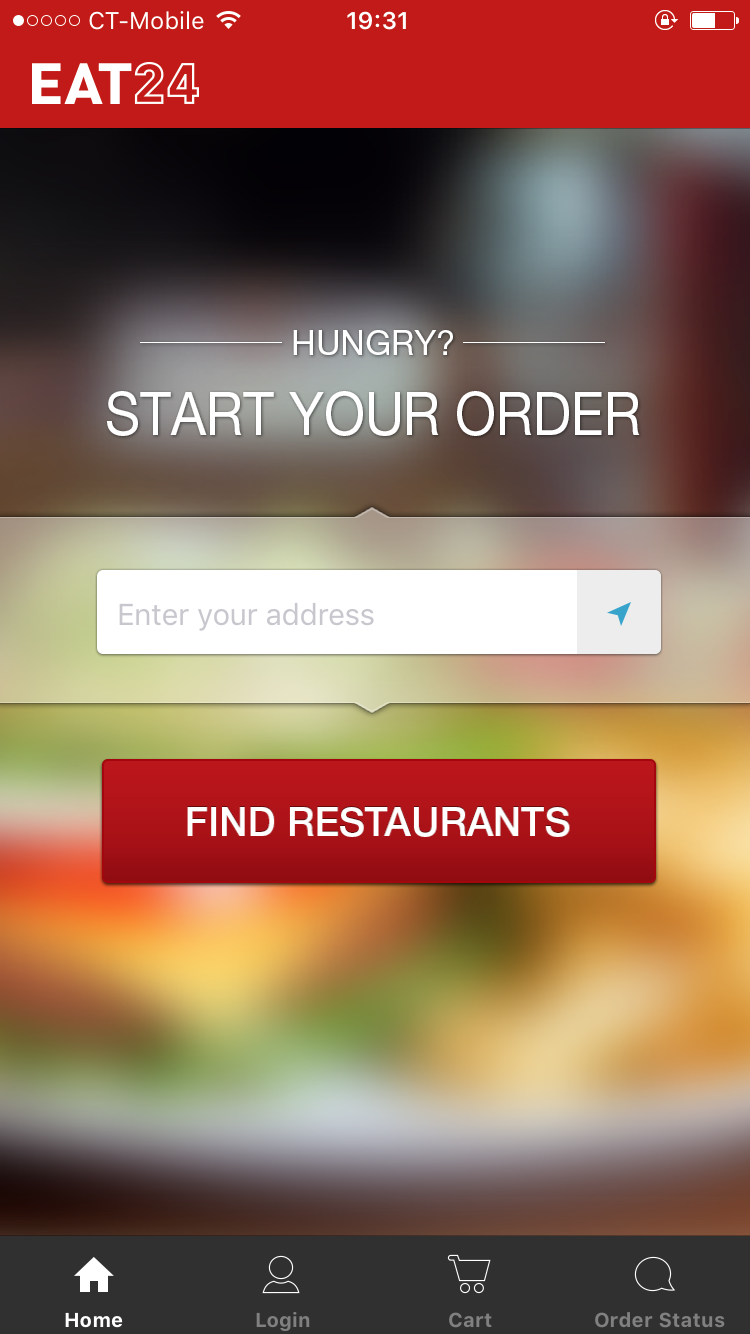 CT-Mobile 19:31
EAT24
HUNGRY?
START YOUR ORDER
Enter your address
FIND RESTAURANTS
Home Login Cart Order Status